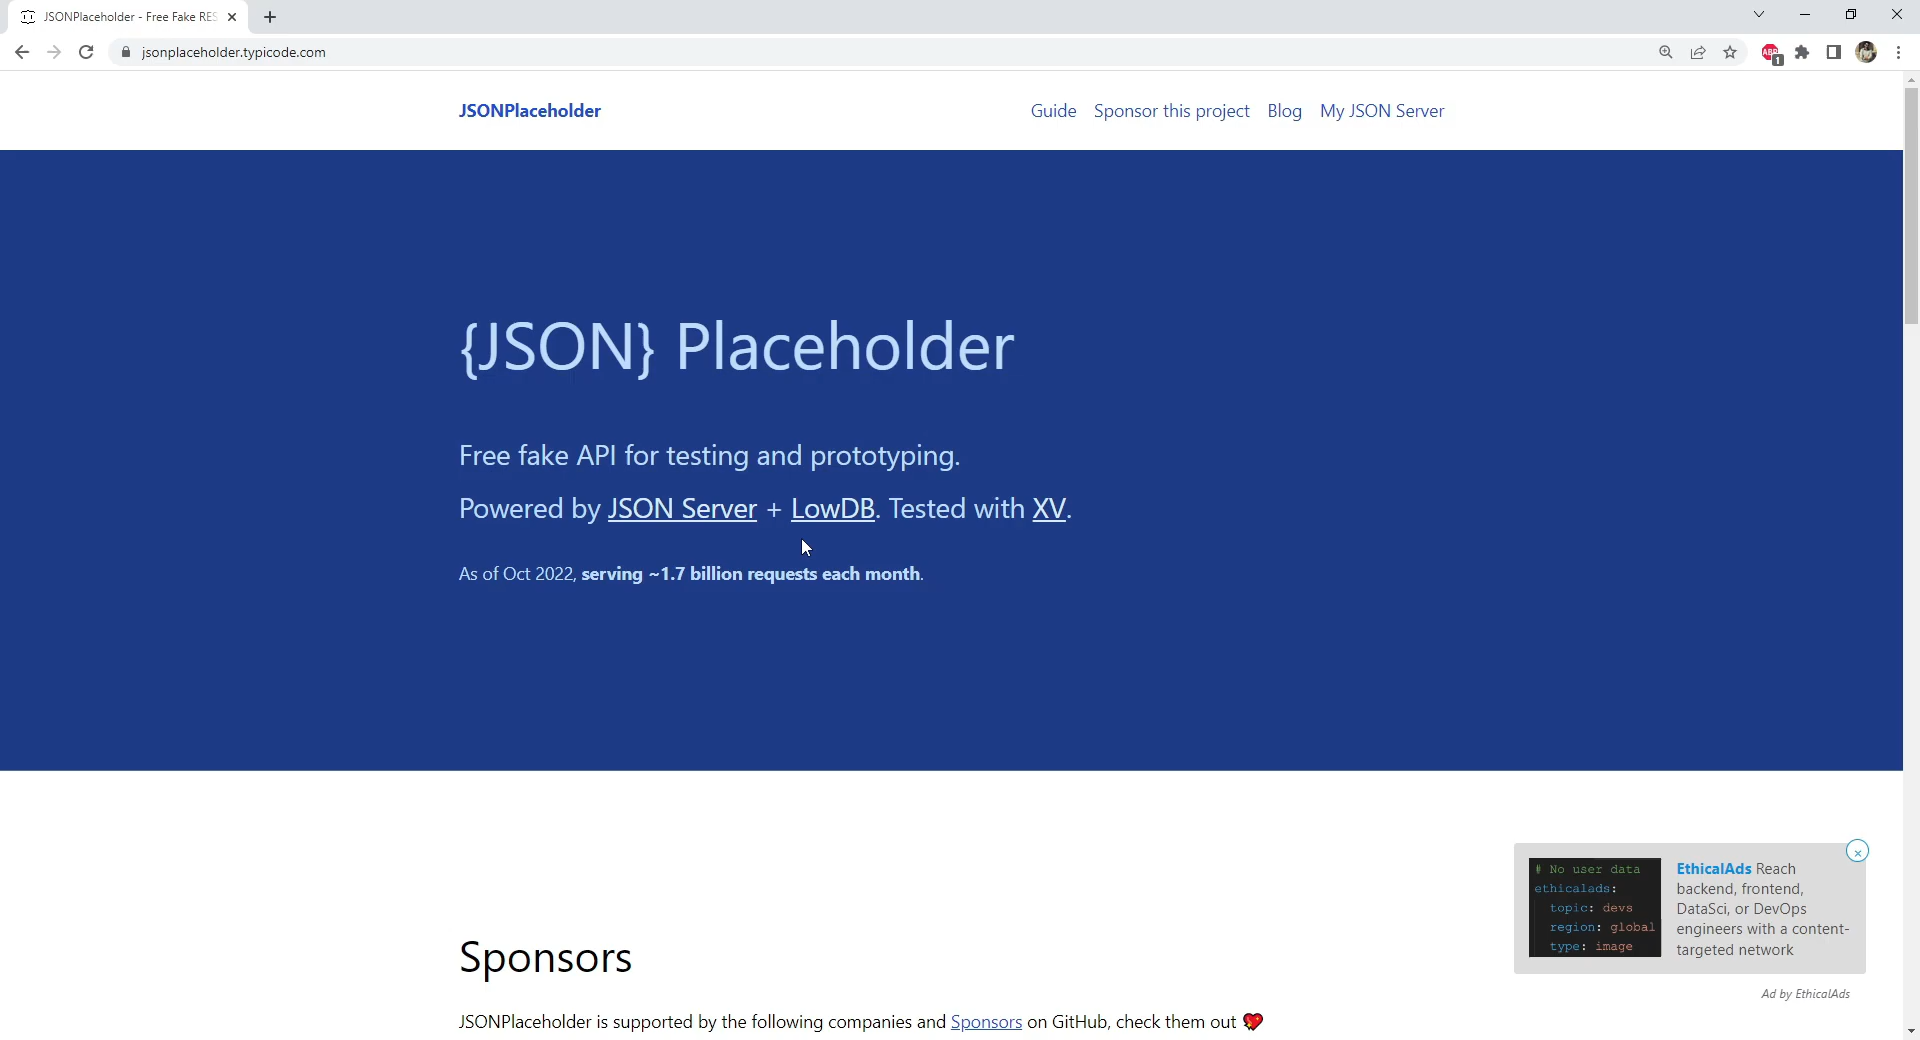 JSONPlaceholder - Free Fake RES
jsonplaceholder.typicode.com
ABP
1
JSONPlaceholder
Guide Sponsor this project Blog My JSON Server
{JSON} Placeholder
Free fake API for testing and prototyping.
Powered by JSON Server + LowDB. Tested with XV.
As of Oct 2022, serving ~1.7 billion requests each month.
# No user data
ethicalads:
topic: devs
region: global
type: image
EthicalAds Reach
backend, frontend,
DataSci, or DevOps
engineers with a content-
targeted network
Ad by EthicalAds
Sponsors
JSONPlaceholder is supported by the following companies and Sponsors on GitHub, check them out 💖